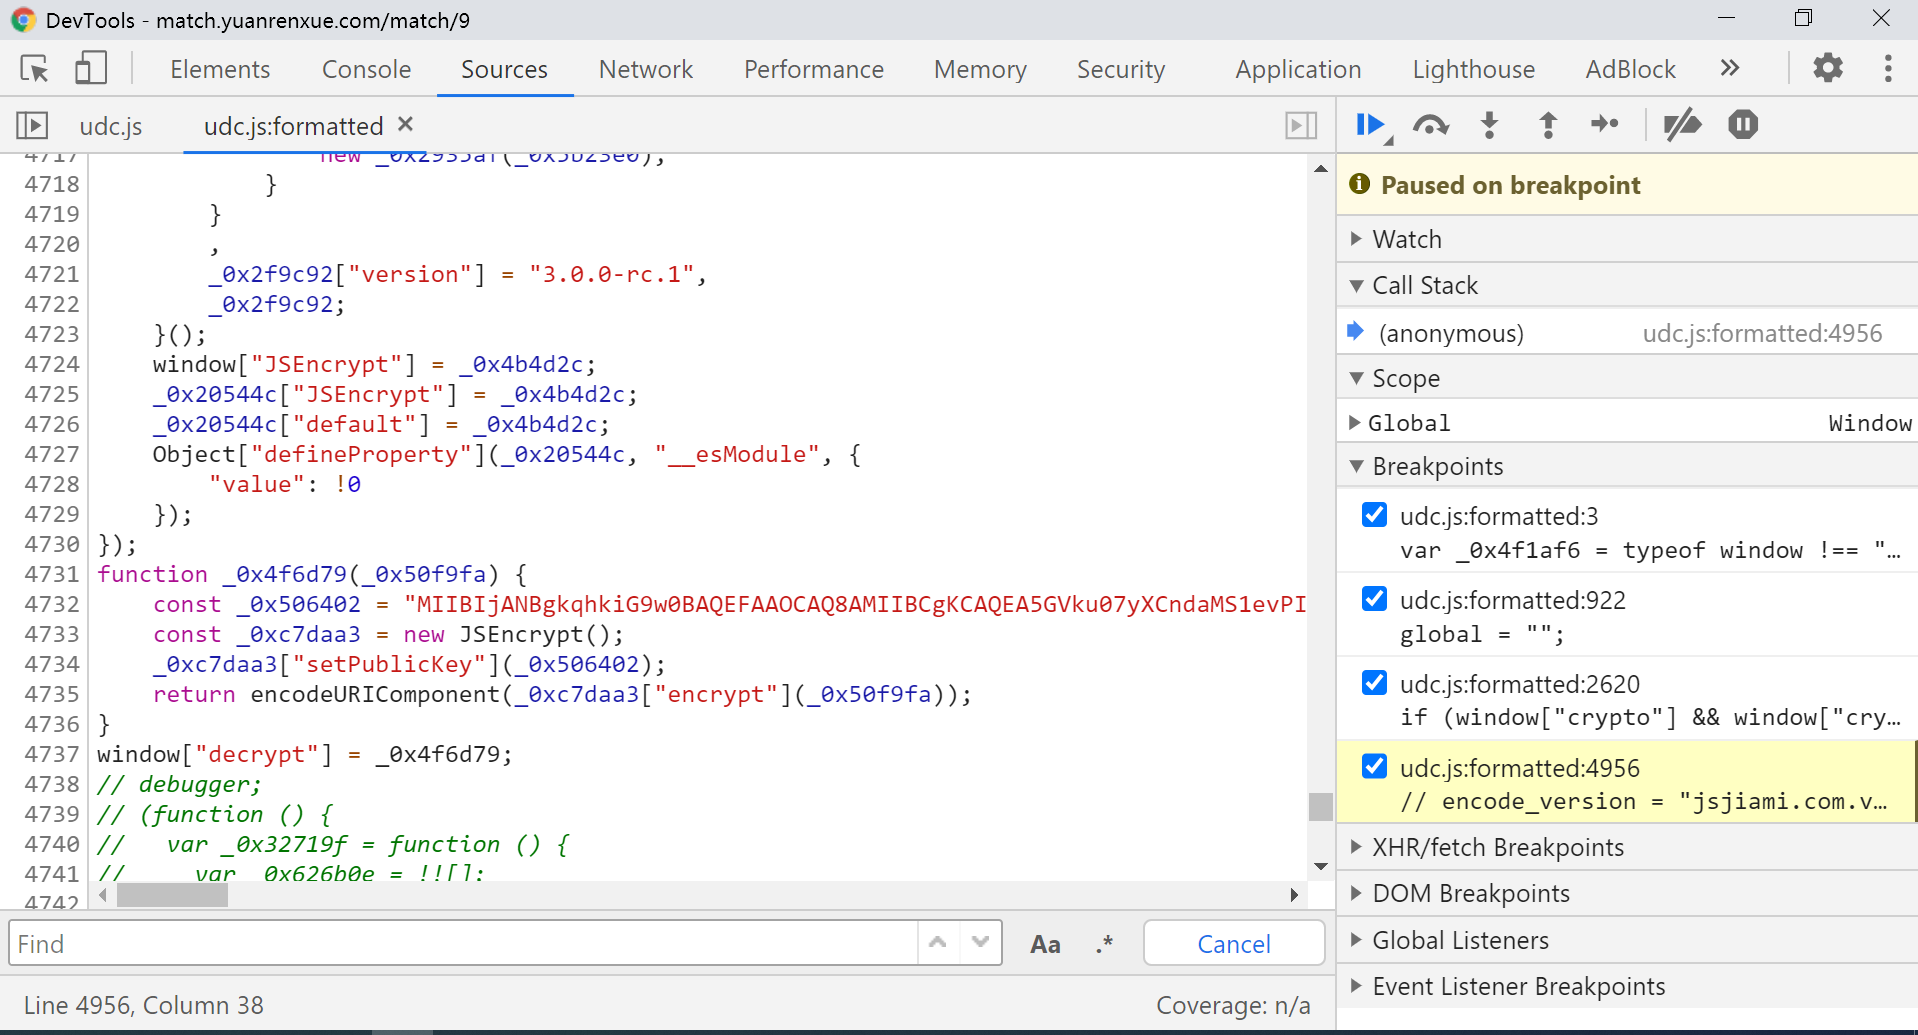 DevTools - match.yuanrenxue.com/match/9
Elements Console Sources Network Performance Memory Security Application Lighthouse AdBlock »
udc.js udc.js:formatted ×
4717 new _0x2935af(_0x5b23e0),
4718 }
4719 }
4720 ,
4721 _0x2f9c92["version"] = "3.0.0-rc.1",
4722 _0x2f9c92;
4723 }();
4724 window["JSEncrypt"] = _0x4b4d2c;
4725 _0x20544c["JSEncrypt"] = _0x4b4d2c;
4726 _0x20544c["default"] = _0x4b4d2c;
4727 Object["defineProperty"](_0x20544c, "__esModule", {
4728 "value": !0
4729 });
4730 });
4731 function _0x4f6d79(_0x50f9fa) {
4732 const _0x506402 = "MIIBIjANBgkqhkiG9w0BAQEFAAOCAQ8AMIIBCgKCAQEA5GVku07yXCndaMS1evPI
4733 const _0xc7daa3 = new JSEncrypt();
4734 _0xc7daa3["setPublicKey"](_0x506402);
4735 return encodeURIComponent(_0xc7daa3["encrypt"](_0x50f9fa));
4736 }
4737 window["decrypt"] = _0x4f6d79;
4738 // debugger;
4739 // (function () {
4740 // var _0x32719f = function () {
4741 // var _0x626b0e = !![];
4742
Find Aa .* Cancel
Line 4956, Column 38 Coverage: n/a
Paused on breakpoint
Watch
Call Stack
(anonymous) udc.js:formatted:4956
Scope
Global Window
Breakpoints
udc.js:formatted:3
var _0x4f1af6 = typeof window !== "…
udc.js:formatted:922
global = "";
udc.js:formatted:2620
if (window["crypto"] && window["cry…
udc.js:formatted:4956
// encode_version = "jsjiami.com.v…
XHR/fetch Breakpoints
DOM Breakpoints
Global Listeners
Event Listener Breakpoints